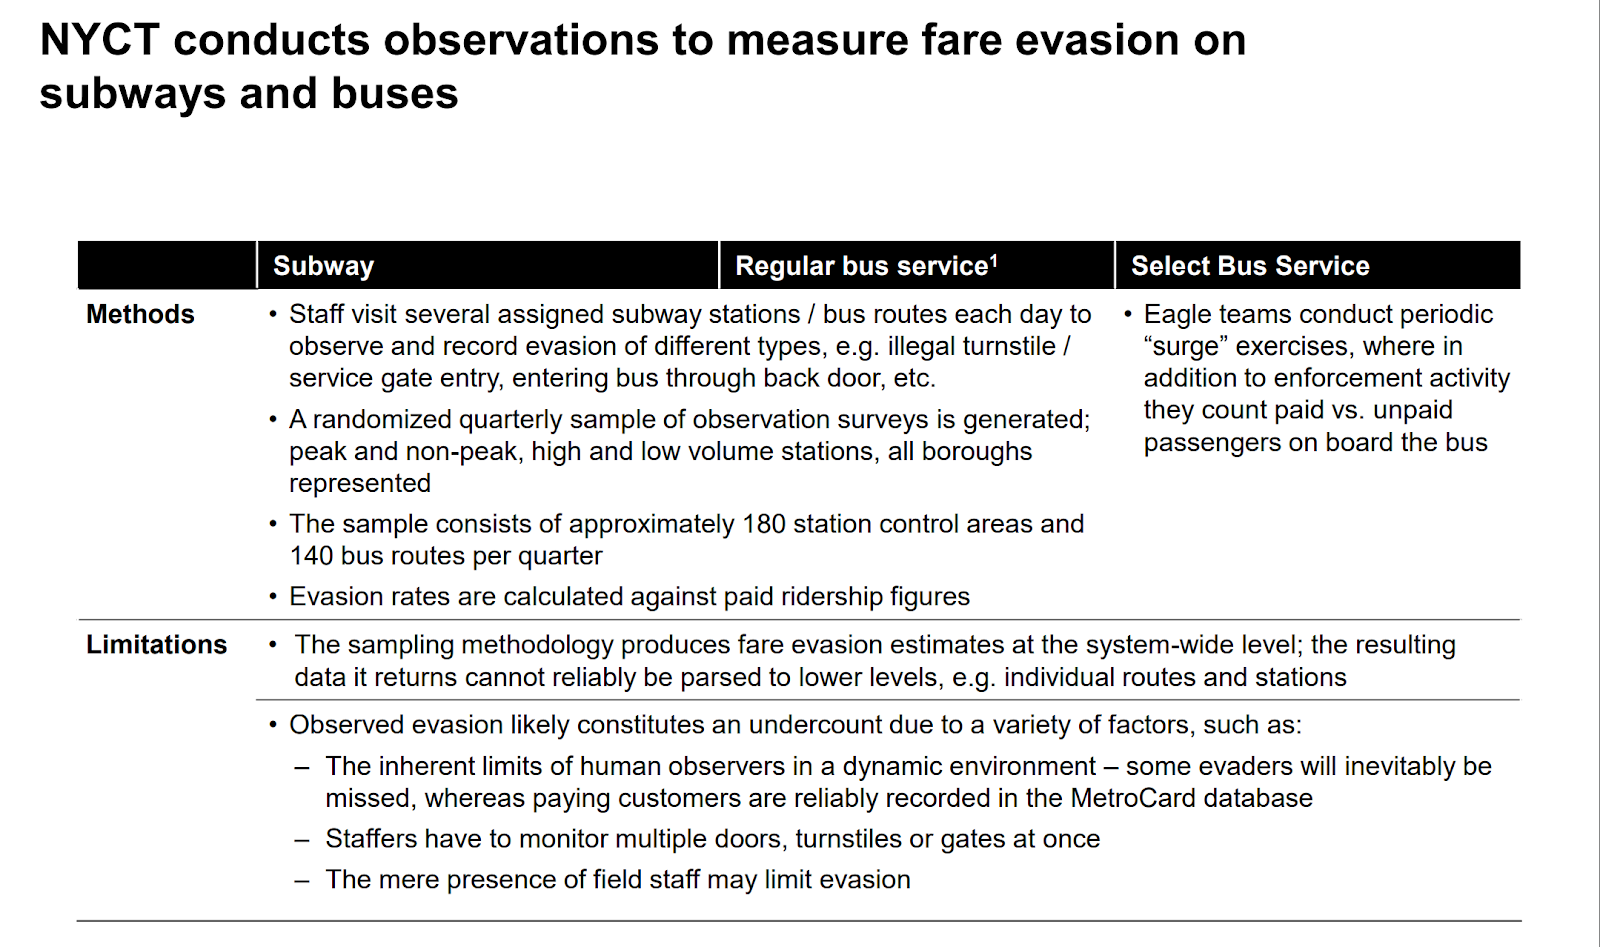 NYCT conducts observations to measure fare evasion on
subways and buses
Subway
Regular bus service¹
Select Bus Service
Methods
• Staff visit several assigned subway stations / bus routes each day to
observe and record evasion of different types, e.g. illegal turnstile /
service gate entry, entering bus through back door, etc.
• A randomized quarterly sample of observation surveys is generated;
peak and non-peak, high and low volume stations, all boroughs
represented
• The sample consists of approximately 180 station control areas and
140 bus routes per quarter
• Evasion rates are calculated against paid ridership figures
• Eagle teams conduct periodic
“surge” exercises, where in
addition to enforcement activity
they count paid vs. unpaid
passengers on board the bus
Limitations
• The sampling methodology produces fare evasion estimates at the system-wide level; the resulting
data it returns cannot reliably be parsed to lower levels, e.g. individual routes and stations
• Observed evasion likely constitutes an undercount due to a variety of factors, such as:
– The inherent limits of human observers in a dynamic environment – some evaders will inevitably be
missed, whereas paying customers are reliably recorded in the MetroCard database
– Staffers have to monitor multiple doors, turnstiles or gates at once
– The mere presence of field staff may limit evasion